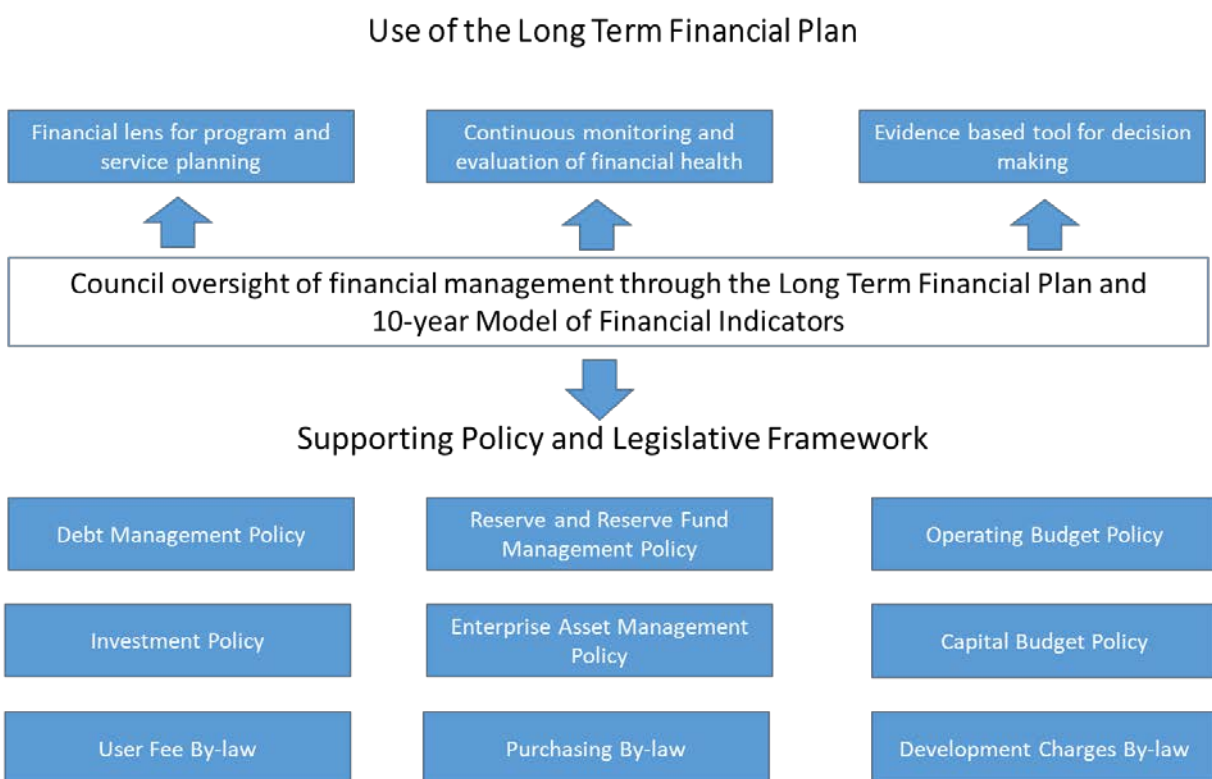 Use of the Long Term Financial Plan
Financial lens for program and
service planning
Continuous monitoring and
evaluation of financial health
Evidence based tool for decision
making
Council oversight of financial management through the Long Term Financial Plan and
10-year Model of Financial Indicators
Supporting Policy and Legislative Framework
Debt Management Policy
Reserve and Reserve Fund
Management Policy
Operating Budget Policy
Investment Policy
Enterprise Asset Management
Policy
Capital Budget Policy
User Fee By-law
Purchasing By-law
Development Charges By-law